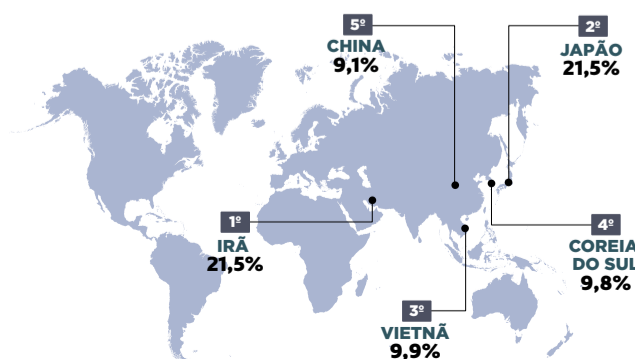 5º
CHINA
9,1%
2º
JAPÃO
21,5%
1º
IRÃ
21,5%
4º
COREIA
DO SUL
9,8%
3º
VIETNÃ
9,9%